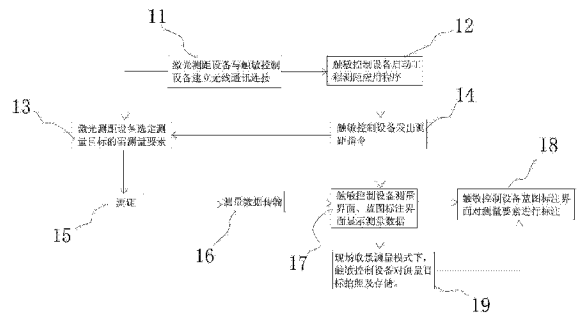 11
激光测距设备与触敏控制
设备建立无线通讯连接
12
触敏控制设备启动工
程测距应用程序
13
激光测距设备选定测
量目标的需测量要素
14
触敏控制设备发出测
距指令
15
测距
16
测量数据传输
17
触敏控制设备测量
界面、蓝图标注界
面显示测量数据
18
触敏控制设备蓝图标注界
面对测量要素进行标注
19
现场取景测量模式下,
触敏控制设备对测量目
标拍照及存储。